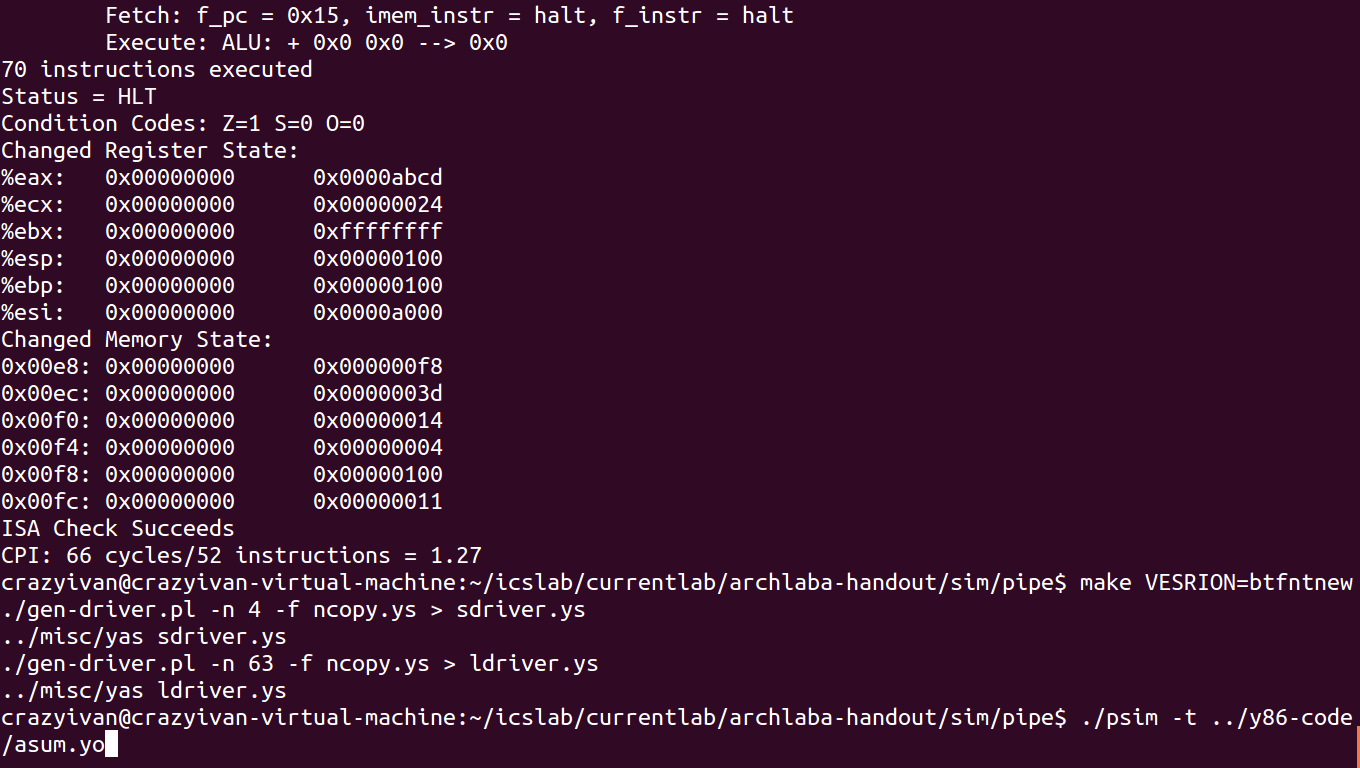 Fetch: f_pc = 0x15, imem_instr = halt, f_instr = halt
        Execute: ALU: + 0x0 0x0 --> 0x0
70 instructions executed
Status = HLT
Condition Codes: Z=1 S=0 O=0
Changed Register State:
%eax:   0x00000000      0x0000abcd
%ecx:   0x00000000      0x00000024
%ebx:   0x00000000      0xffffffff
%esp:   0x00000000      0x00000100
%ebp:   0x00000000      0x00000100
%esi:   0x00000000      0x0000a000
Changed Memory State:
0x00e8: 0x00000000      0x000000f8
0x00ec: 0x00000000      0x0000003d
0x00f0: 0x00000000      0x00000014
0x00f4: 0x00000000      0x00000004
0x00f8: 0x00000000      0x00000100
0x00fc: 0x00000000      0x00000011
ISA Check Succeeds
CPI: 66 cycles/52 instructions = 1.27
crazyivan@crazyivan-virtual-machine:~/icslab/currentlab/archlaba-handout/sim/pipe$ make VESRION=btfntnew
./gen-driver.pl -n 4 -f ncopy.ys > sdriver.ys
../misc/yas sdriver.ys
./gen-driver.pl -n 63 -f ncopy.ys > ldriver.ys
../misc/yas ldriver.ys
crazyivan@crazyivan-virtual-machine:~/icslab/currentlab/archlaba-handout/sim/pipe$ ./psim -t ../y86-code
/asum.yo